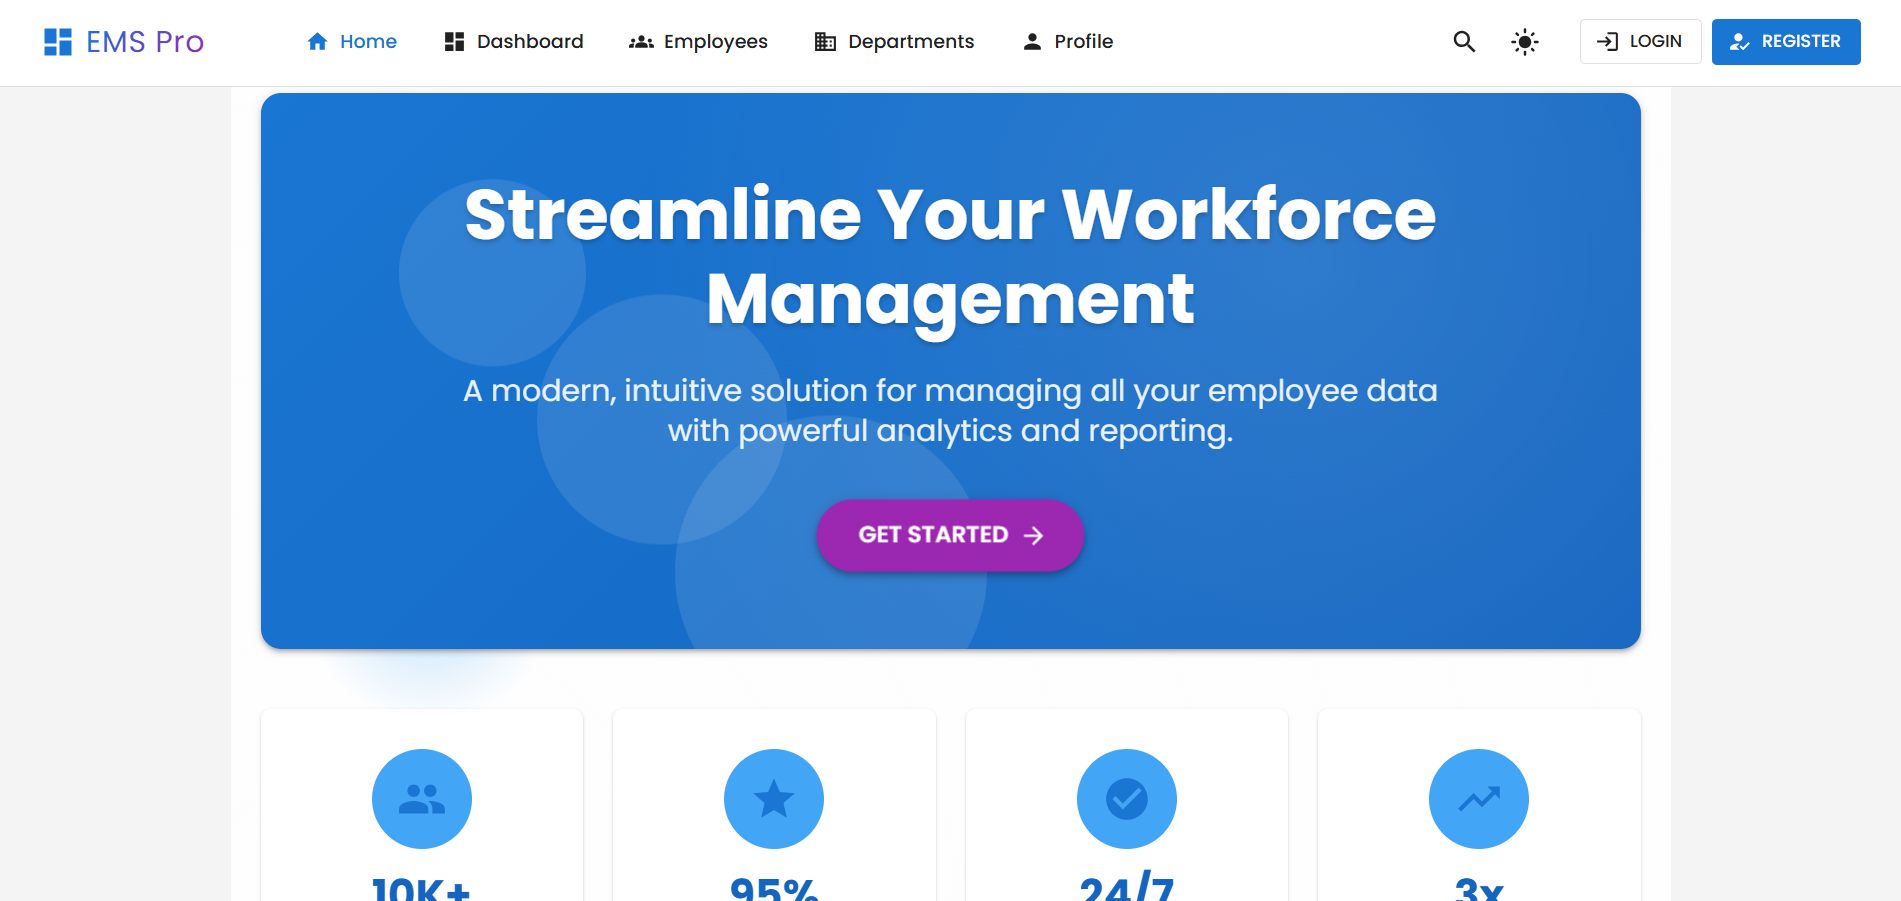 EMS Pro
Home
Dashboard
Employees
Departments
Profile
LOGIN
REGISTER
Streamline Your Workforce
Management
A modern, intuitive solution for managing all your employee data
with powerful analytics and reporting.
GET STARTED
10K+
95%
24/7
3x